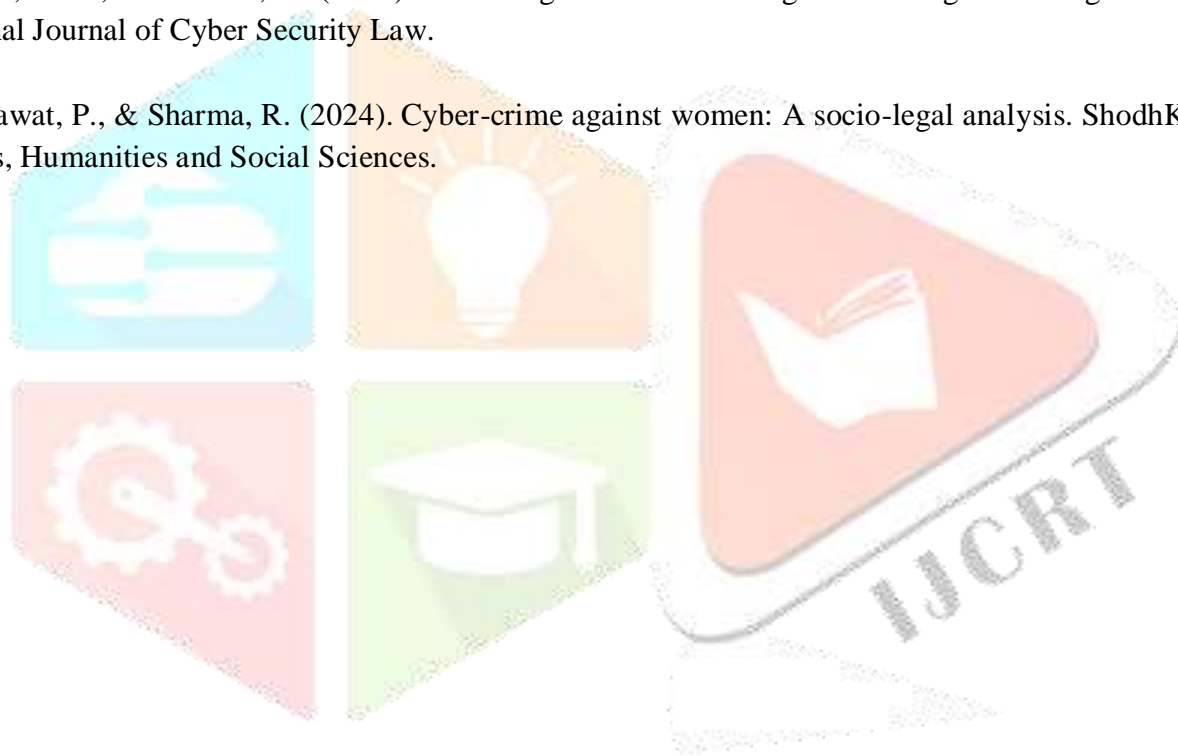 nal Journal of Cyber Security Law.
awat, P., & Sharma, R. (2024). Cyber-crime against women: A socio-legal analysis. ShodhK
s, Humanities and Social Sciences.
IJCRT